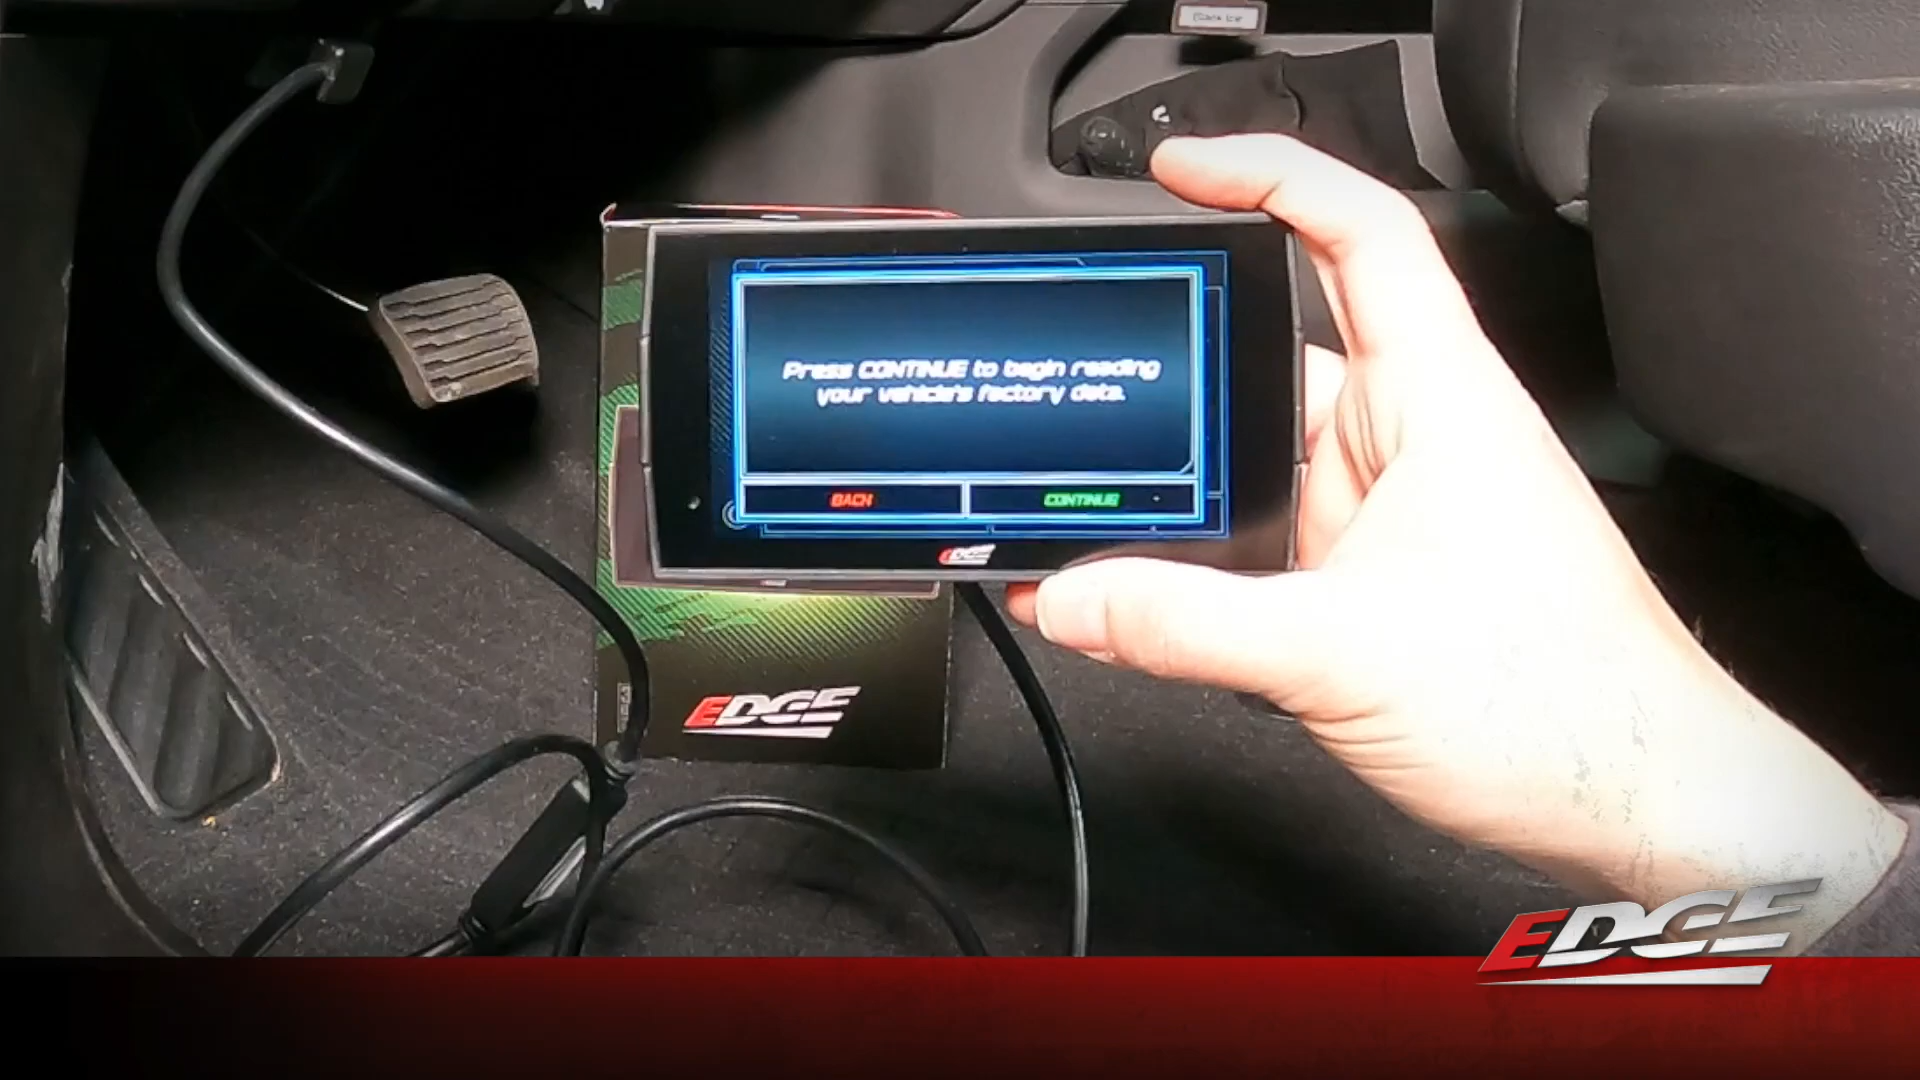 Press CONTINUE to begin reading
your vehicle's factory data.
BACK
CONTINUE
EDGE
EDGE
EDGE